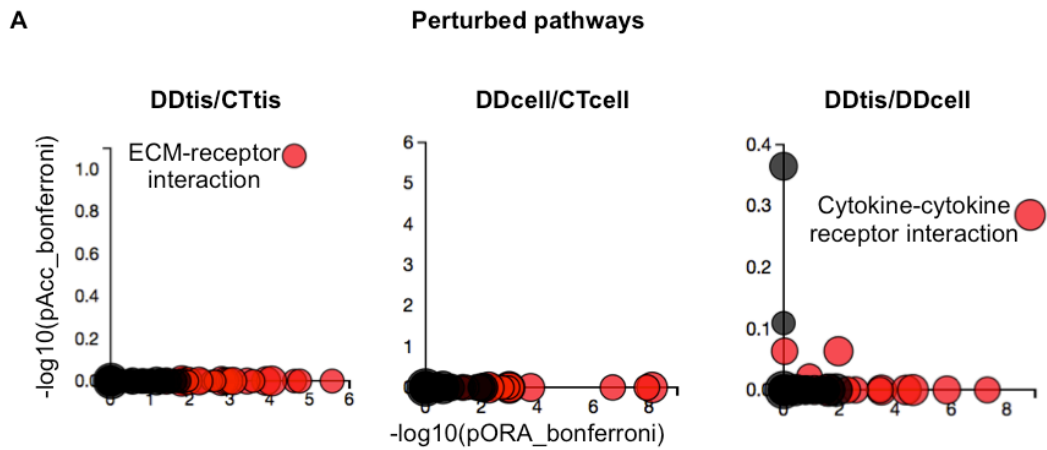 A
Perturbed pathways
DDtis/CTtis
DDcell/CTcell
DDtis/DDcell
-log10(pAcc_bonferroni)
ECM-receptor
interaction
1.0
0.8
0.6
0.4
0.2
0.0
0 1 2 3 4 5 6
6
5
4
3
2
1
0
0 2 4 6 8
Cytokine-cytokine
receptor interaction
0.4
0.3
0.2
0.1
0.0
0 2 4 6 8
-log10(pORA_bonferroni)